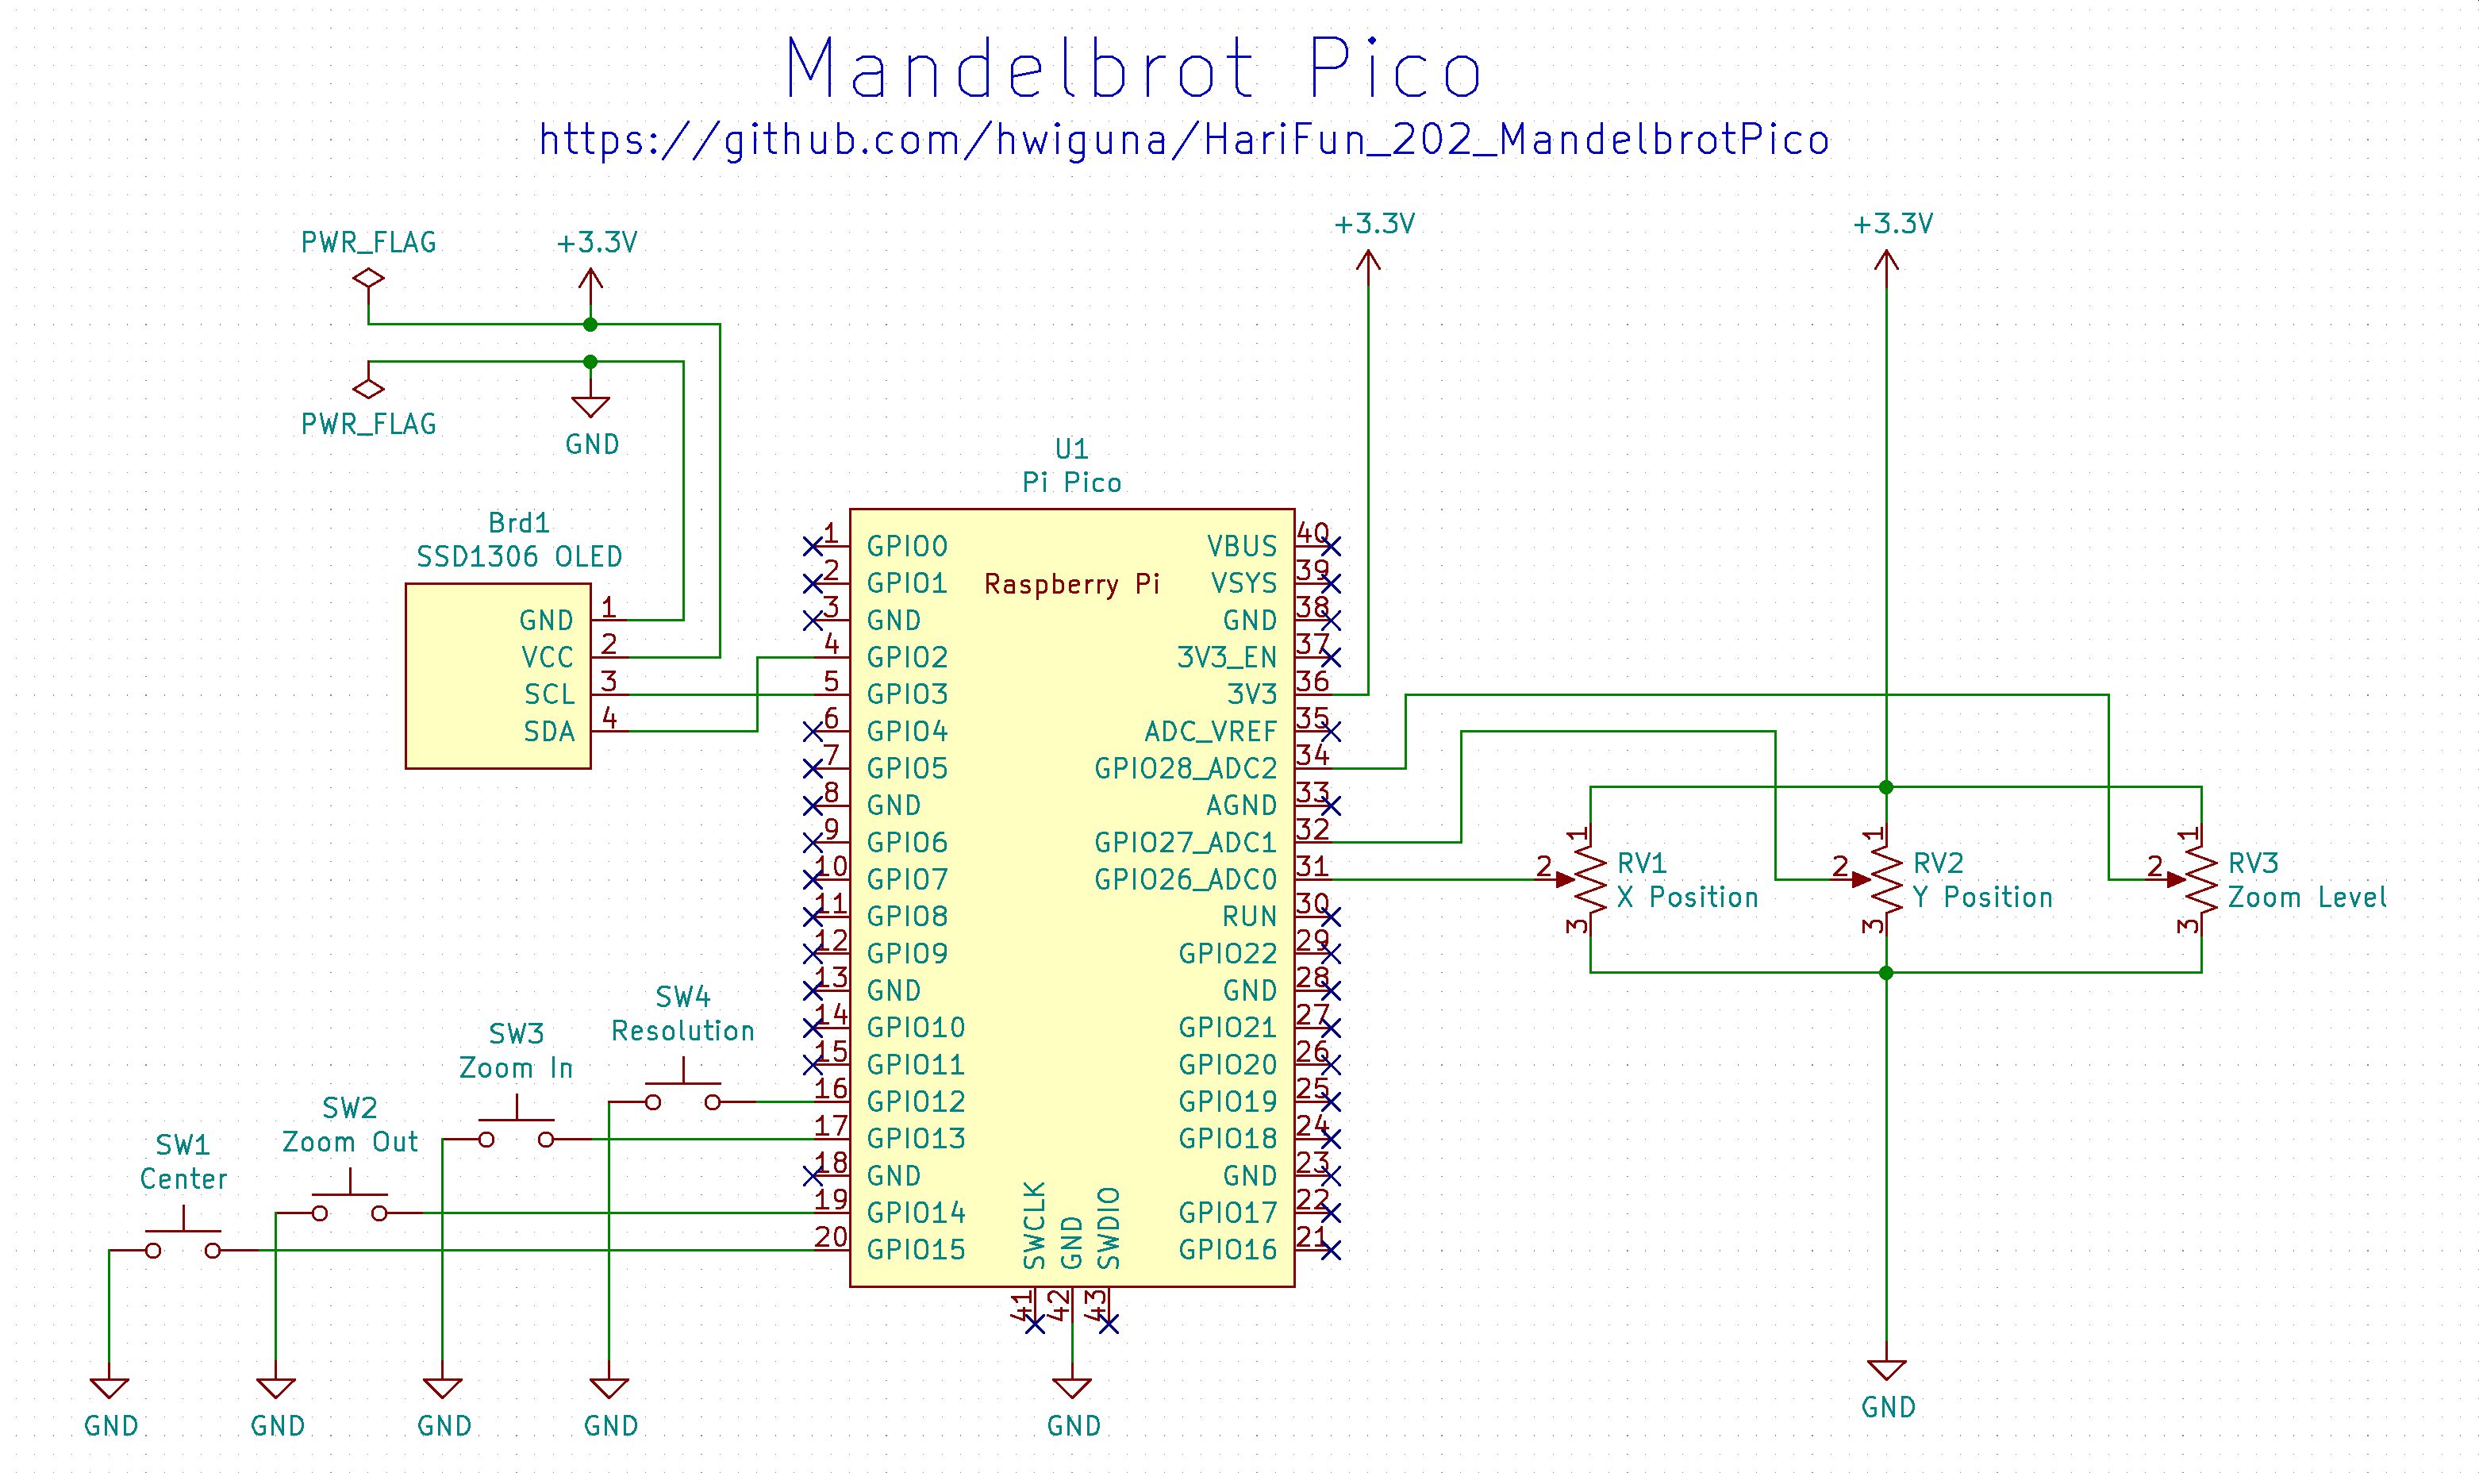 Mandelbrot Pico
https://github.com/hwiguna/HariFun_202_MandelbrotPico
+3.3V
+3.3V
PWR_FLAG
+3.3V
PWR_FLAG
GND
Brd1
SSD1306 OLED
GND 1
VCC 2
SCL 3
SDA 4
U1
Pi Pico
Raspberry Pi
1 GPIO0
2 GPIO1
3 GND
4 GPIO2
5 GPIO3
6 GPIO4
7 GPIO5
8 GND
9 GPIO6
10 GPIO7
11 GPIO8
12 GPIO9
13 GND
14 GPIO10
15 GPIO11
16 GPIO12
17 GPIO13
18 GND
19 GPIO14
20 GPIO15
VBUS 40
VSYS 39
GND 38
3V3_EN 37
3V3 36
ADC_VREF 35
GPIO28_ADC2 34
AGND 33
GPIO27_ADC1 32
GPIO26_ADC0 31
RUN 30
GPIO22 29
GND 28
GPIO21 27
GPIO20 26
GPIO19 25
GPIO18 24
GND 23
GPIO17 22
GPIO16 21
SWCLK 41
GND 42
SWDIO 43
GND
1
2
3
RV1
X Position
1
2
3
RV2
Y Position
1
2
3
RV3
Zoom Level
GND
SW4
Resolution
SW3
Zoom In
SW2
Zoom Out
SW1
Center
GND
GND
GND
GND